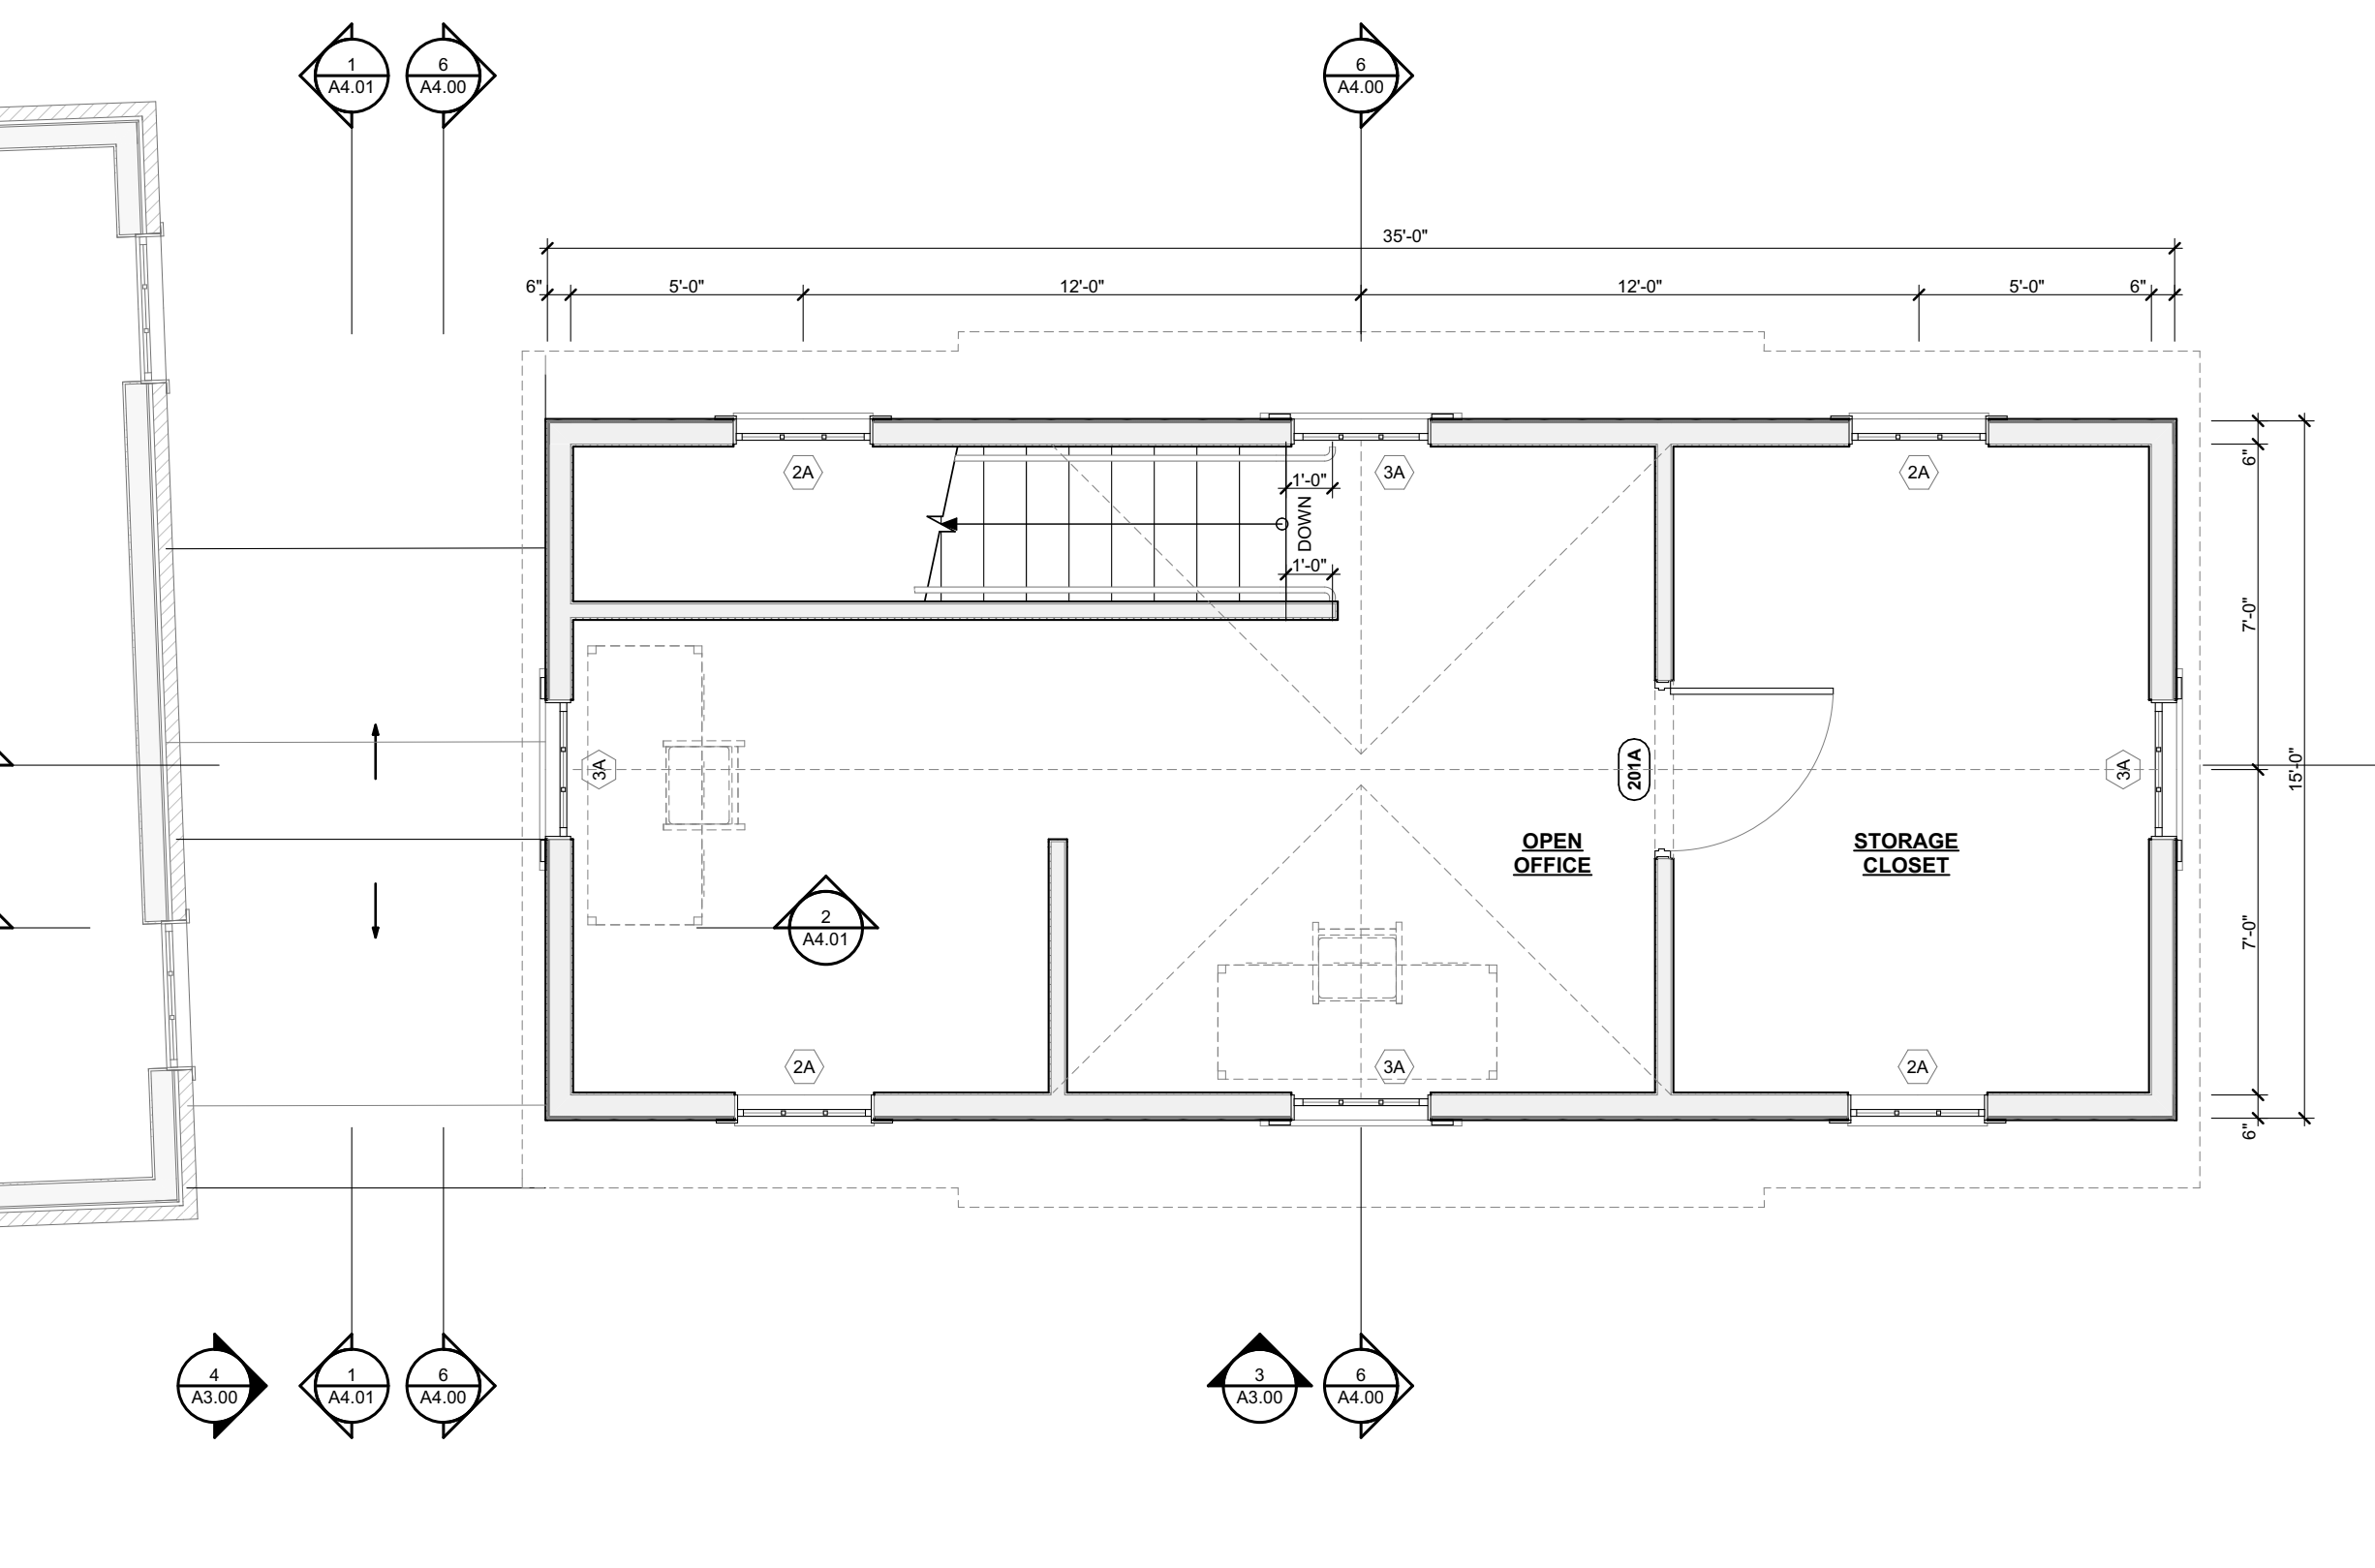 1
A4.01
6
A4.00
6
A4.00
35'-0"
6"
5'-0"
12'-0"
12'-0"
5'-0"
6"
2A
3A
2A
1'-0"
DOWN
1'-0"
6"
7'-0"
15'-0"
7'-0"
6"
3A
201A
3A
OPEN
OFFICE
STORAGE
CLOSET
2
A4.01
2A
3A
2A
4
A3.00
1
A4.01
6
A4.00
3
A3.00
6
A4.00